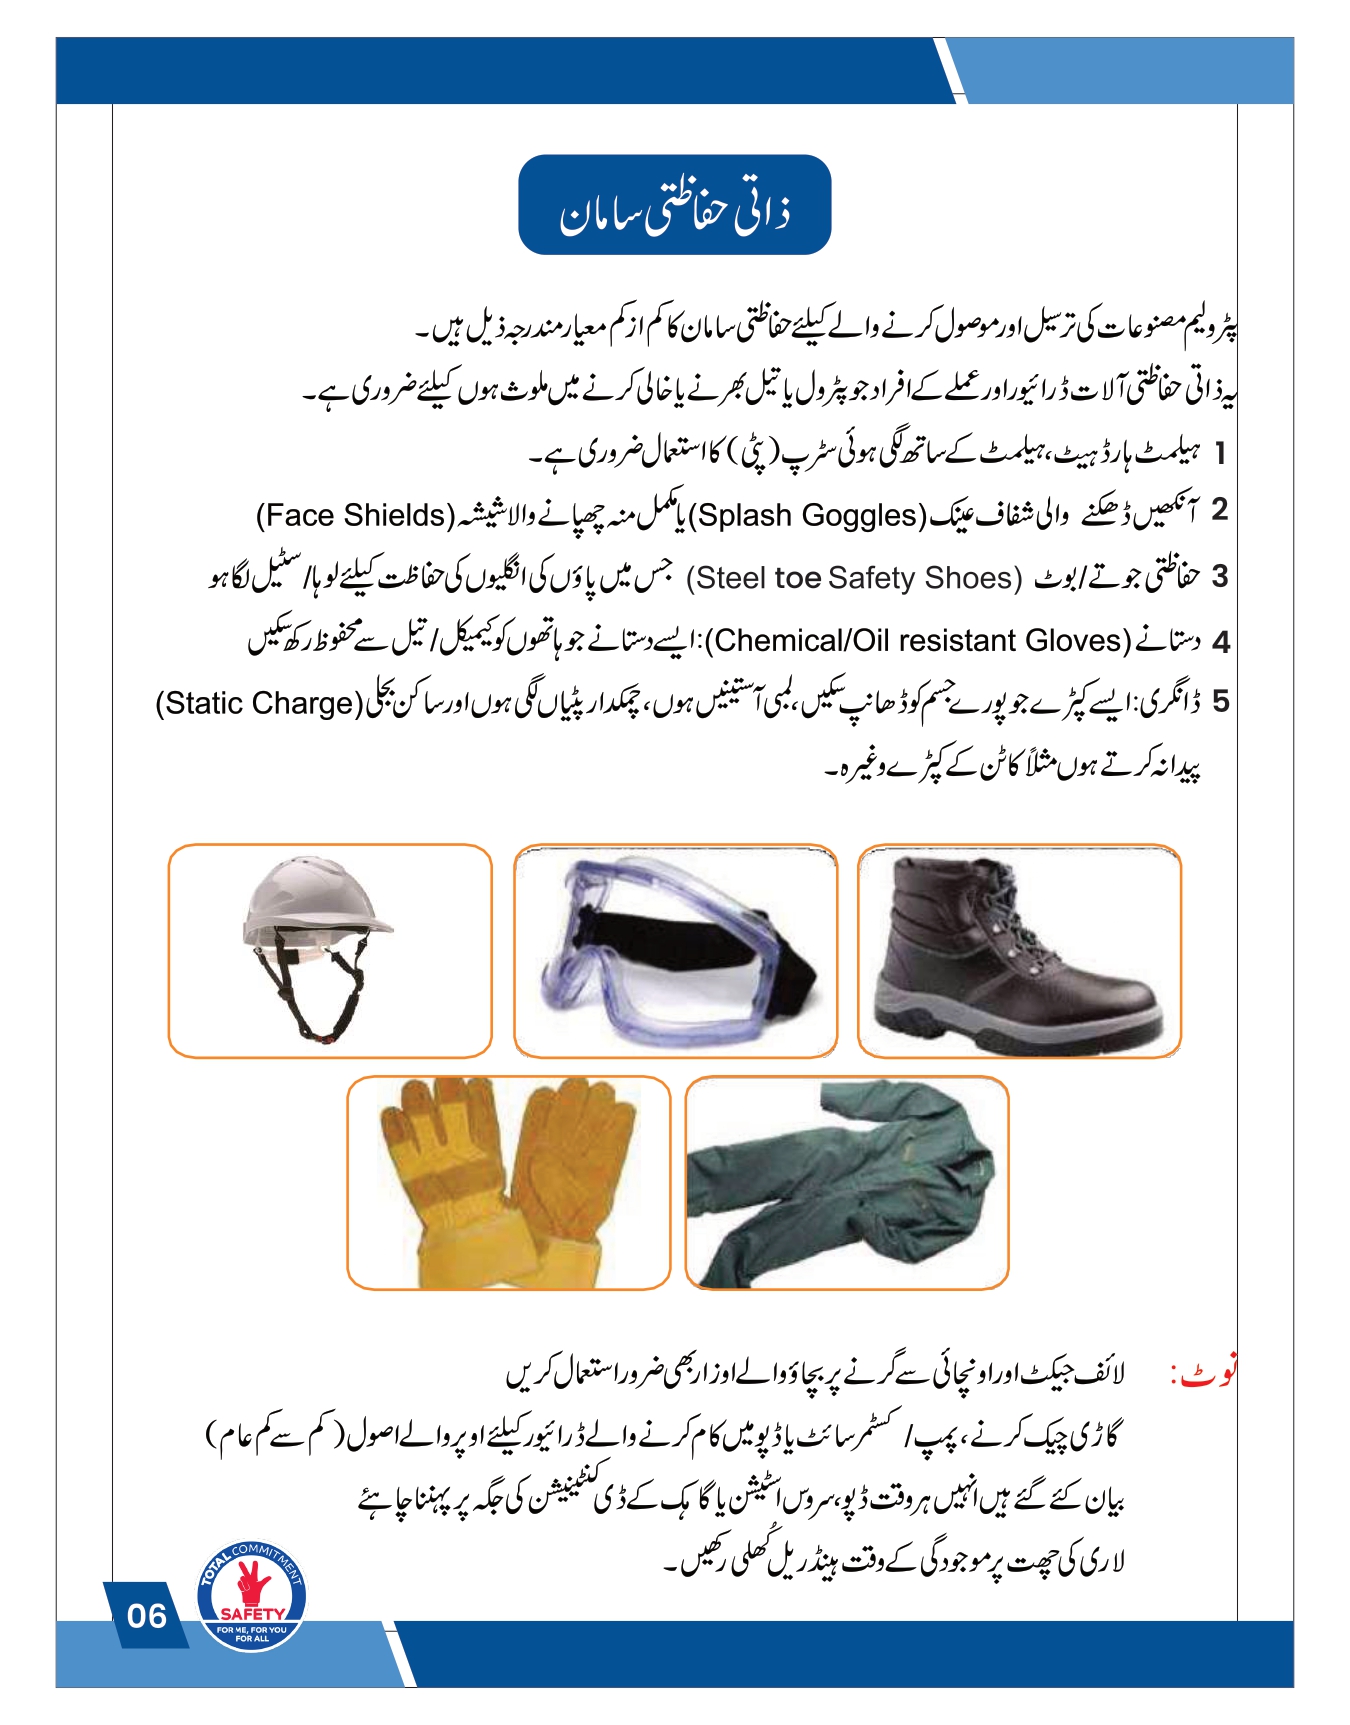 ذاتی حفاظتی سامان
پٹرولیم مصنوعات کی ترسیل اور موصول کرنے والے کیلئے حفاظتی سامان کا کم از کم معیار مندرجہ ذیل ہیں ۔
یہ ذاتی حفاظتی آلات ڈرائیور اور عملے کے افراد جو پٹرول یا تیل بھرنے یا خالی کرنے میں ملوث ہوں کیلئے ضروری ہے۔
1 ہیلمٹ ہارڈ ہیٹ، ہیلمٹ کے ساتھ لگی ہوئی سٹرپ (پٹی) کا استعمال ضروری ہے۔
2 آنکھیں ڈھکنے والی شفاف عینک (Splash Goggles) یا مکمل منہ چھپانے والا شیشہ (Face Shields)
3 حفاظتی جوتے/بوٹ (Steel toe Safety Shoes) جس میں پاؤں کی انگلیوں کی حفاظت کیلئے لوہا/سٹیل لگا ہو
4 دستانے (Chemical/Oil resistant Gloves): ایسے دستانے جو ہاتھوں کو کیمیکل/تیل سے محفوظ رکھ سکیں
5 ڈانگری: ایسے کپڑے جو پورے جسم کو ڈھانپ سکیں، لمبی آستینیں ہوں، چمکدار پٹیاں لگی ہوں اور ساکن بجلی (Static Charge)
پیدا نہ کرتے ہوں مثلاً کاٹن کے کپڑے وغیرہ۔
نوٹ: لائف جیکٹ اور اونچائی سے گرنے پر بچاؤ والے اوزار بھی ضرور استعمال کریں
گاڑی چیک کرنے، پمپ/کسٹمر سائٹ یا ڈپو میں کام کرنے والے ڈرائیور کیلئے اوپر والے اصول (کم سے کم عام)
بیان کئے گئے ہیں انہیں ہر وقت ڈپو، سروس اسٹیشن یا گاہک کے ڈی کنٹینیشن کی جگہ پر پہننا چاہئے
لاری کی چھت پر موجودگی کے وقت ہینڈ ریل کُھلی رکھیں۔
TOTAL COMMITMENT
SAFETY
FOR ME, FOR YOU
FOR ALL
06